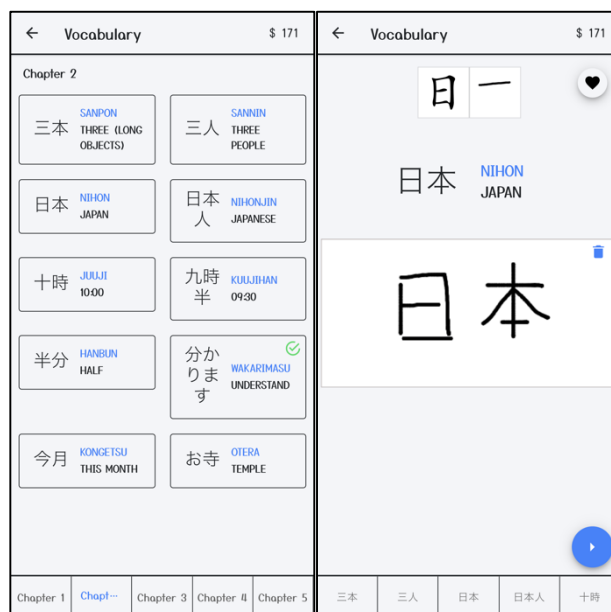 Vocabulary
$ 171
Chapter 2
三本
SANPON
THREE (LONG
OBJECTS)
三人
SANNIN
THREE
PEOPLE
日本
NIHON
JAPAN
日本
人
NIHONJIN
JAPANESE
十時
JUUJI
10:00
九時
半
KUUJIHAN
09:30
半分
HANBUN
HALF
分か
りま
す
WAKARIMASU
UNDERSTAND
今月
KONGETSU
THIS MONTH
お寺
OTERA
TEMPLE
Chapter 1
Chapt…
Chapter 3
Chapter 4
Chapter 5
Vocabulary
$ 171
日 一
日本
NIHON
JAPAN
日本
三本
三人
日本
日本人
十時